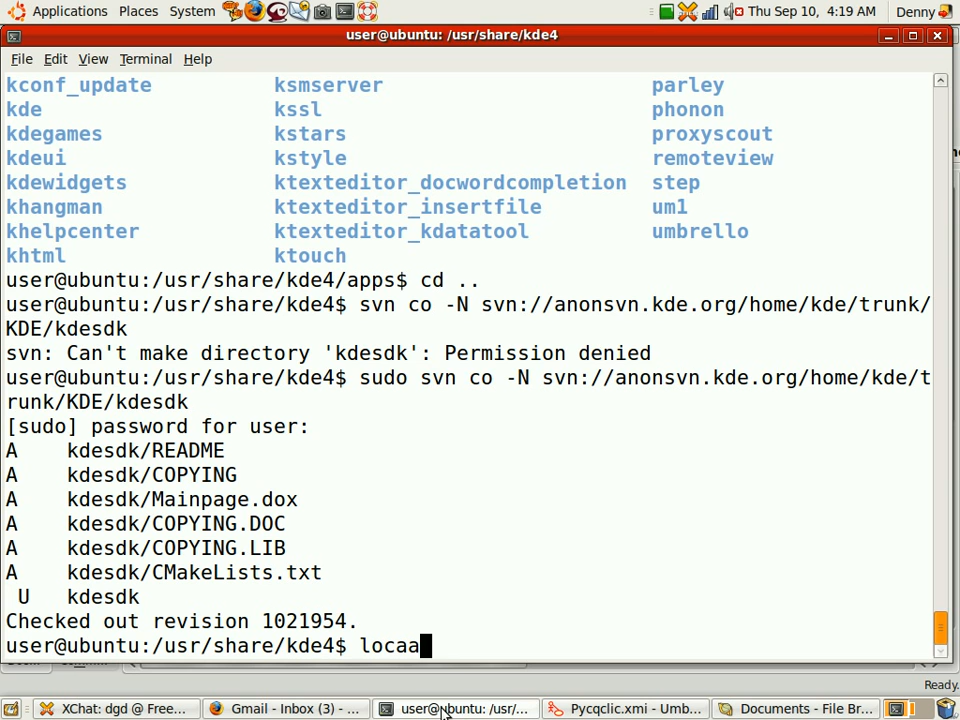 Applications Places System Thu Sep 10, 4:19 AM Denny
user@ubuntu: /usr/share/kde4
File Edit View Terminal Help
kconf_update ksmserver parley
kde kssl phonon
kdegames kstars proxyscout
kdeui kstyle remoteview
kdewidgets ktexteditor_docwordcompletion step
khangman ktexteditor_insertfile um1
khelpcenter ktexteditor_kdatatool umbrello
khtml ktouch
user@ubuntu:/usr/share/kde4/apps$ cd ..
user@ubuntu:/usr/share/kde4$ svn co -N svn://anonsvn.kde.org/home/kde/trunk/
KDE/kdesdk
svn: Can't make directory 'kdesdk': Permission denied
user@ubuntu:/usr/share/kde4$ sudo svn co -N svn://anonsvn.kde.org/home/kde/t
runk/KDE/kdesdk
[sudo] password for user:
A kdesdk/README
A kdesdk/COPYING
A kdesdk/Mainpage.dox
A kdesdk/COPYING.DOC
A kdesdk/COPYING.LIB
A kdesdk/CMakeLists.txt
U kdesdk
Checked out revision 1021954.
user@ubuntu:/usr/share/kde4$ locaa
Ready.
XChat: dgd @ Free... Gmail - Inbox (3) - ... user@ubuntu: /usr/... Pycqclic.xmi - Umb... Documents - File Br...